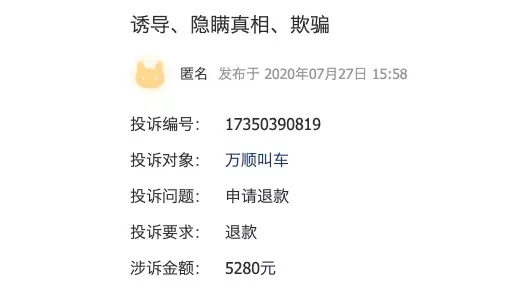 诱导、隐瞒真相、欺骗
匿名 发布于 2020年07月27日 15:58
投诉编号： 17350390819
投诉对象： 万顺叫车
投诉问题： 申请退款
投诉要求： 退款
涉诉金额： 5280元